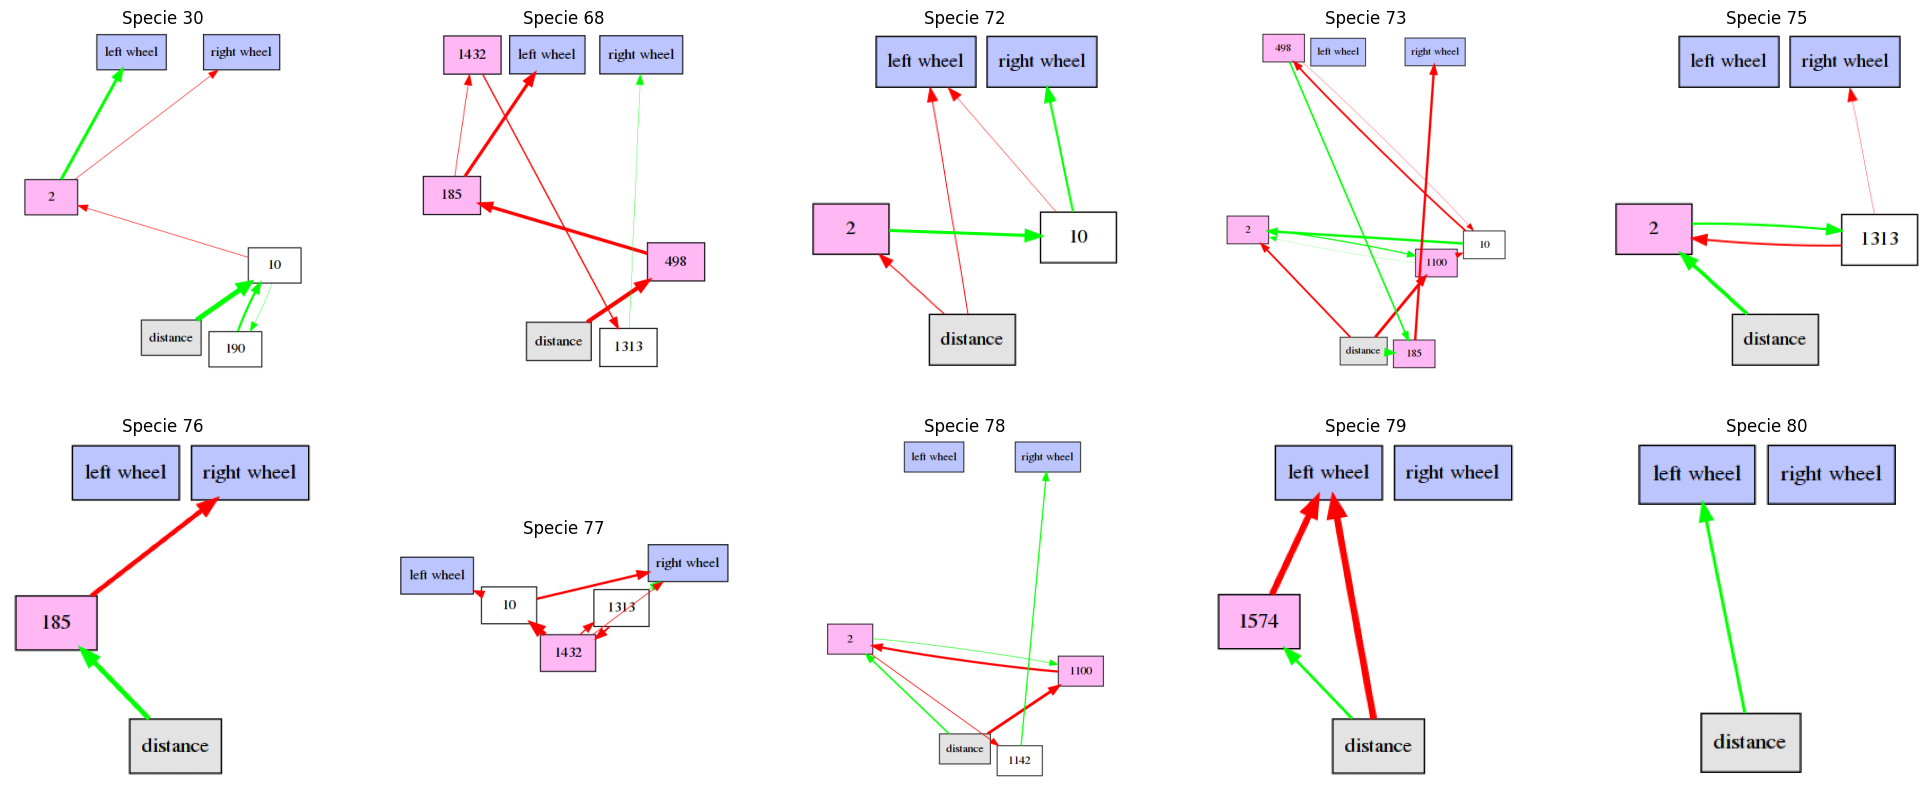 Specie 30
left wheel
right wheel
2
10
distance
190
Specie 68
1432
left wheel
right wheel
185
498
distance
1313
Specie 72
left wheel
right wheel
2
10
distance
Specie 73
498
left wheel
right wheel
2
10
1100
distance
185
Specie 75
left wheel
right wheel
2
1313
distance
Specie 76
left wheel
right wheel
185
distance
Specie 77
left wheel
right wheel
10
1313
1432
Specie 78
left wheel
right wheel
2
1100
distance
1142
Specie 79
left wheel
right wheel
1574
distance
Specie 80
left wheel
right wheel
distance